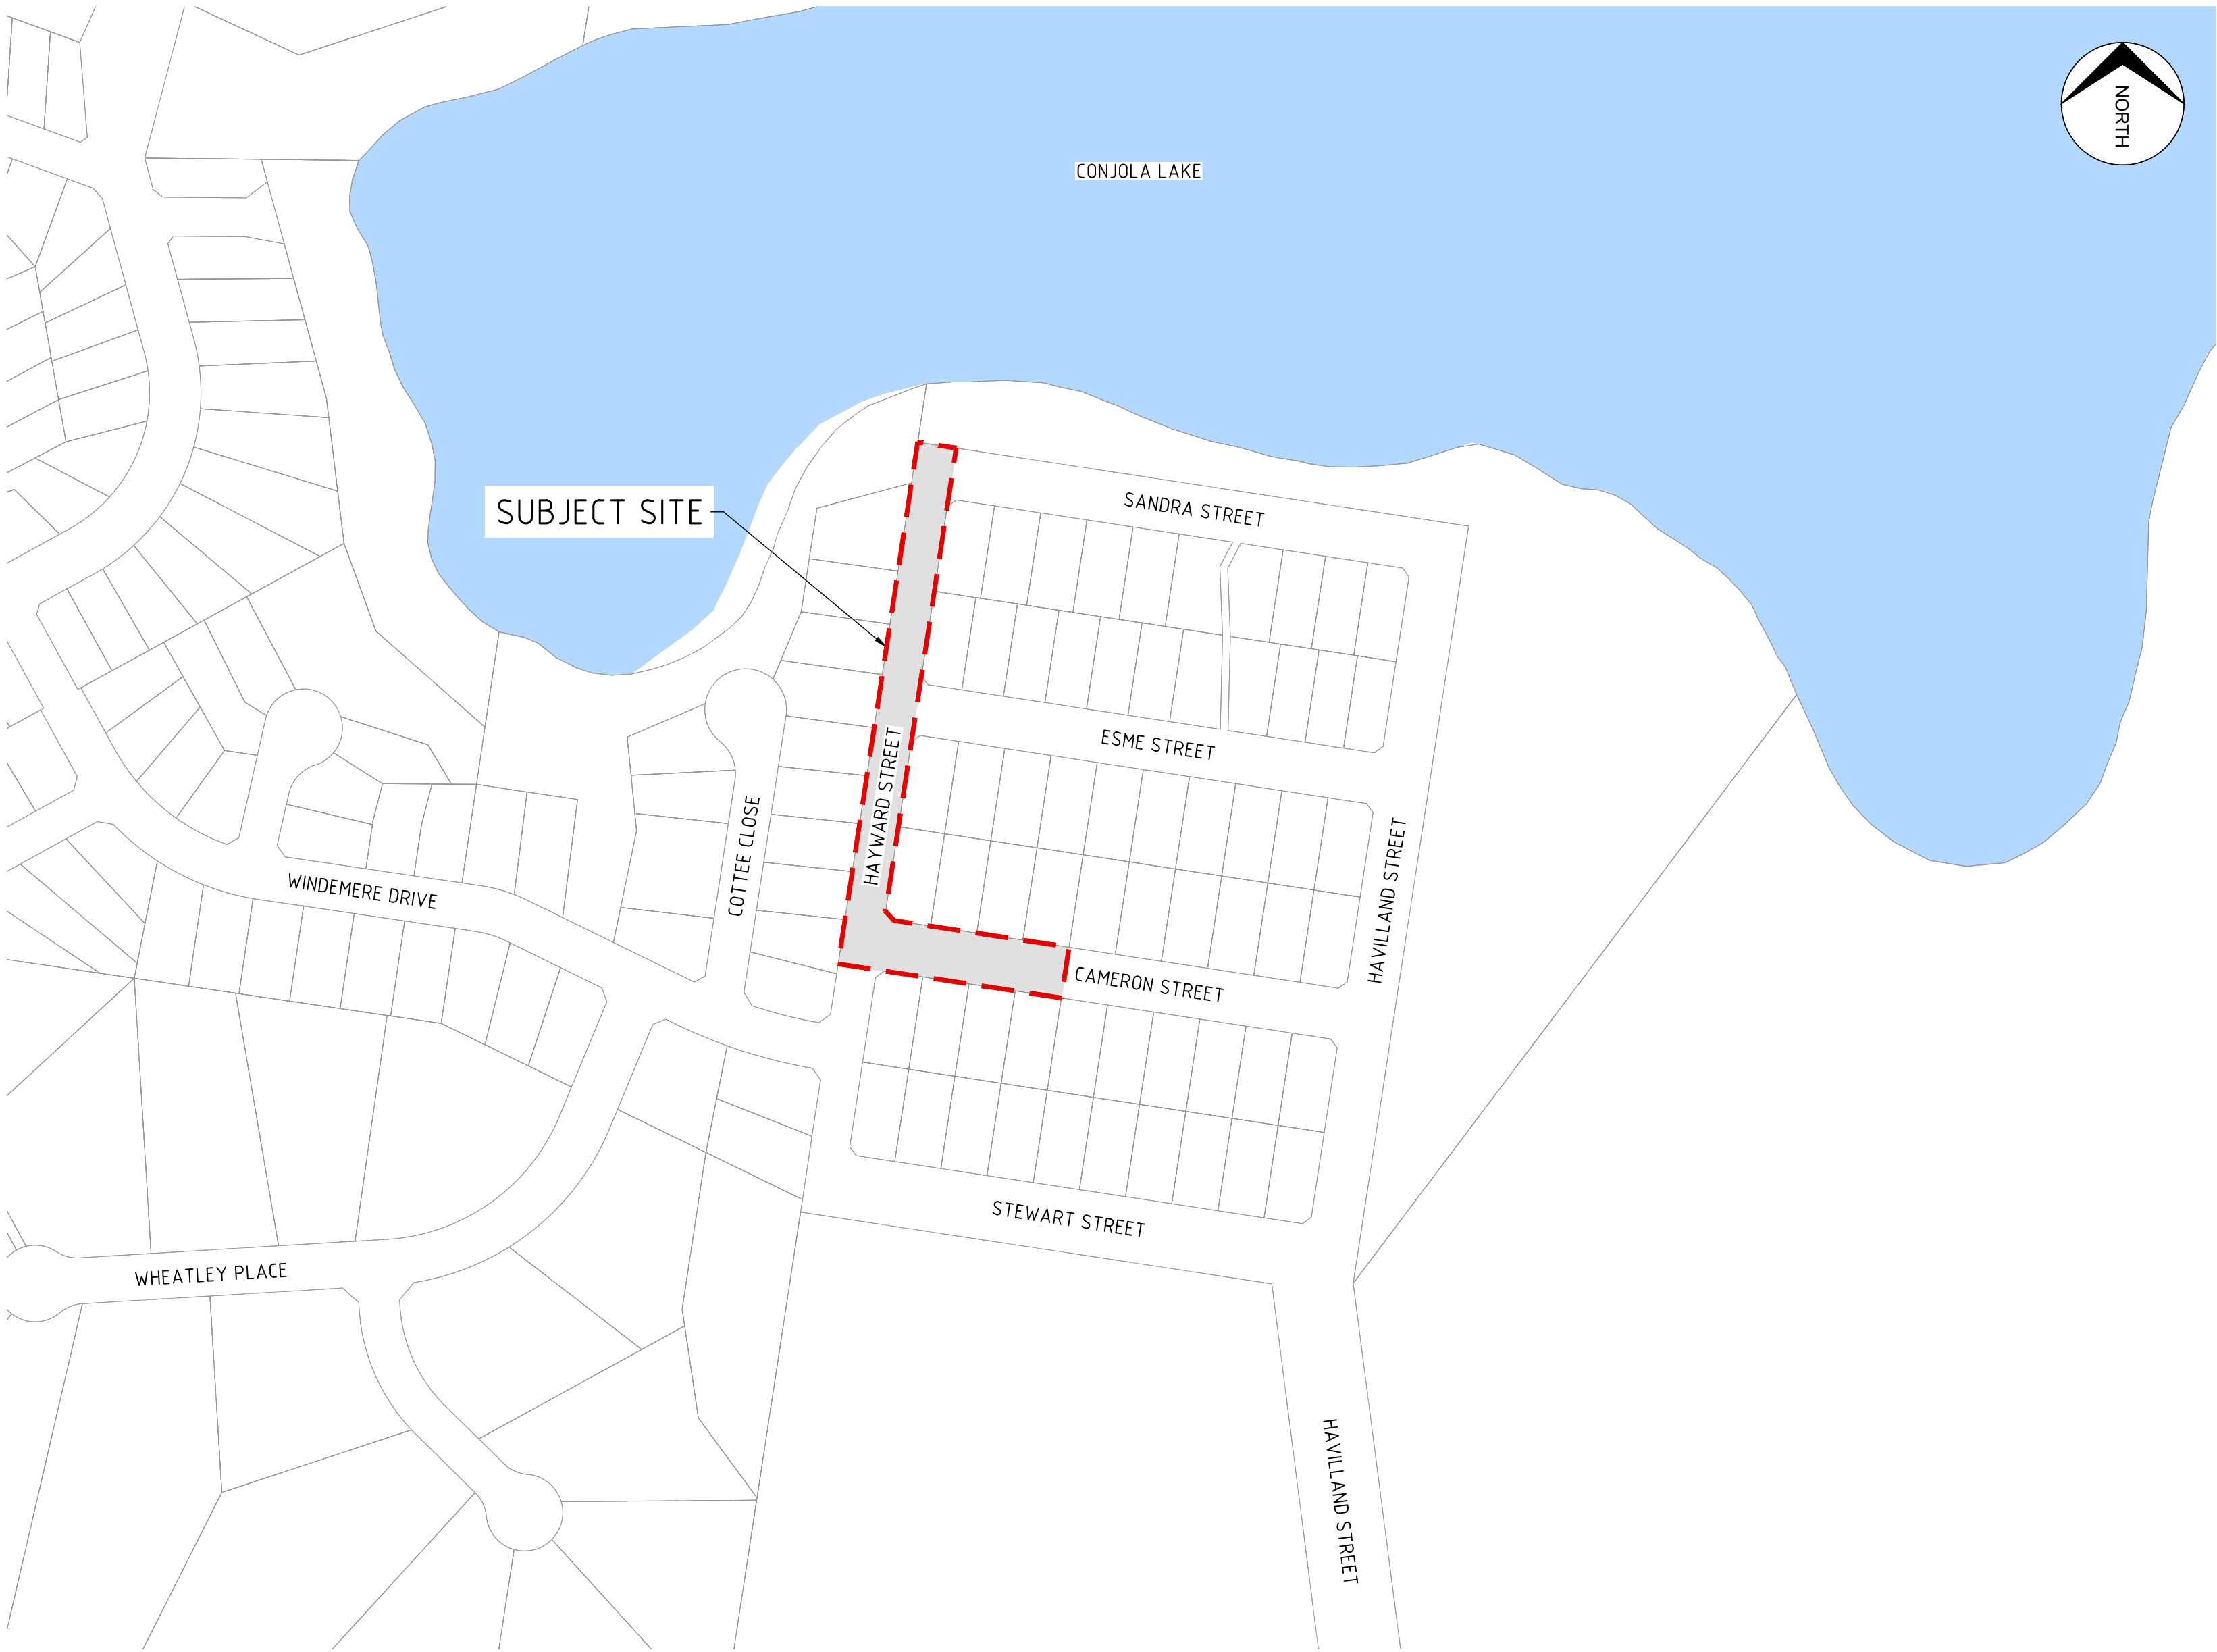 NORTH
CONJOLA LAKE
SUBJECT SITE
SANDRA STREET
ESME STREET
HAYWARD STREET
COTTEE CLOSE
HAVILLAND STREET
WINDEMERE DRIVE
CAMERON STREET
STEWART STREET
WHEATLEY PLACE
HAVILLAND STREET